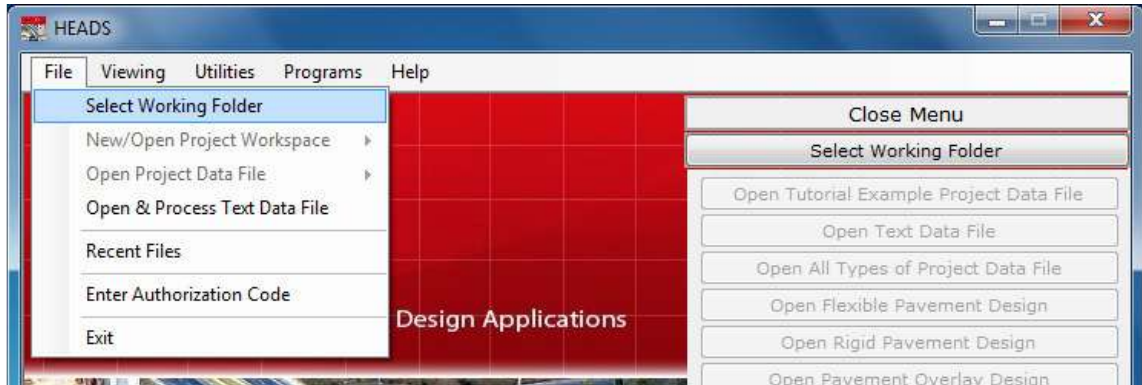 HEADS
File Viewing Utilities Programs Help
Select Working Folder
New/Open Project Workspace
Open Project Data File
Open & Process Text Data File
Recent Files
Enter Authorization Code
Exit
Design Applications
Close Menu
Select Working Folder
Open Tutorial Example Project Data File
Open Text Data File
Open All Types of Project Data File
Open Flexible Pavement Design
Open Rigid Pavement Design
Open Pavement Overlay Design